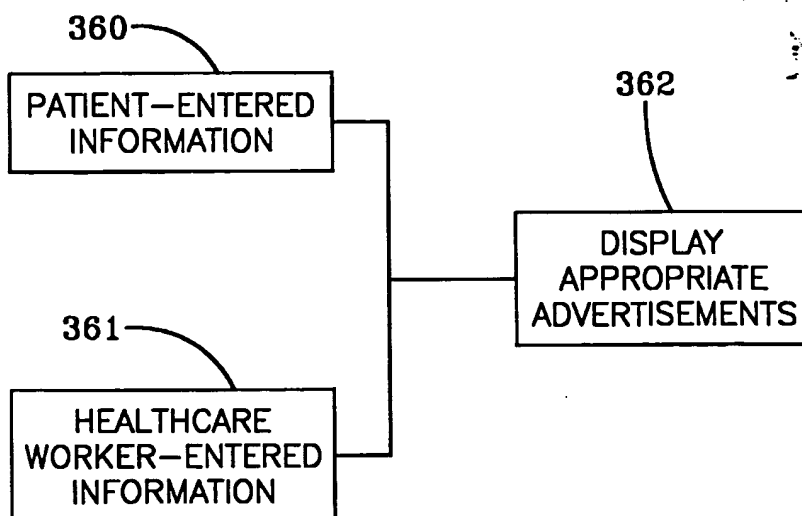 360
PATIENT-ENTERED
INFORMATION
362
DISPLAY
APPROPRIATE
ADVERTISEMENTS
361
HEALTHCARE
WORKER-ENTERED
INFORMATION